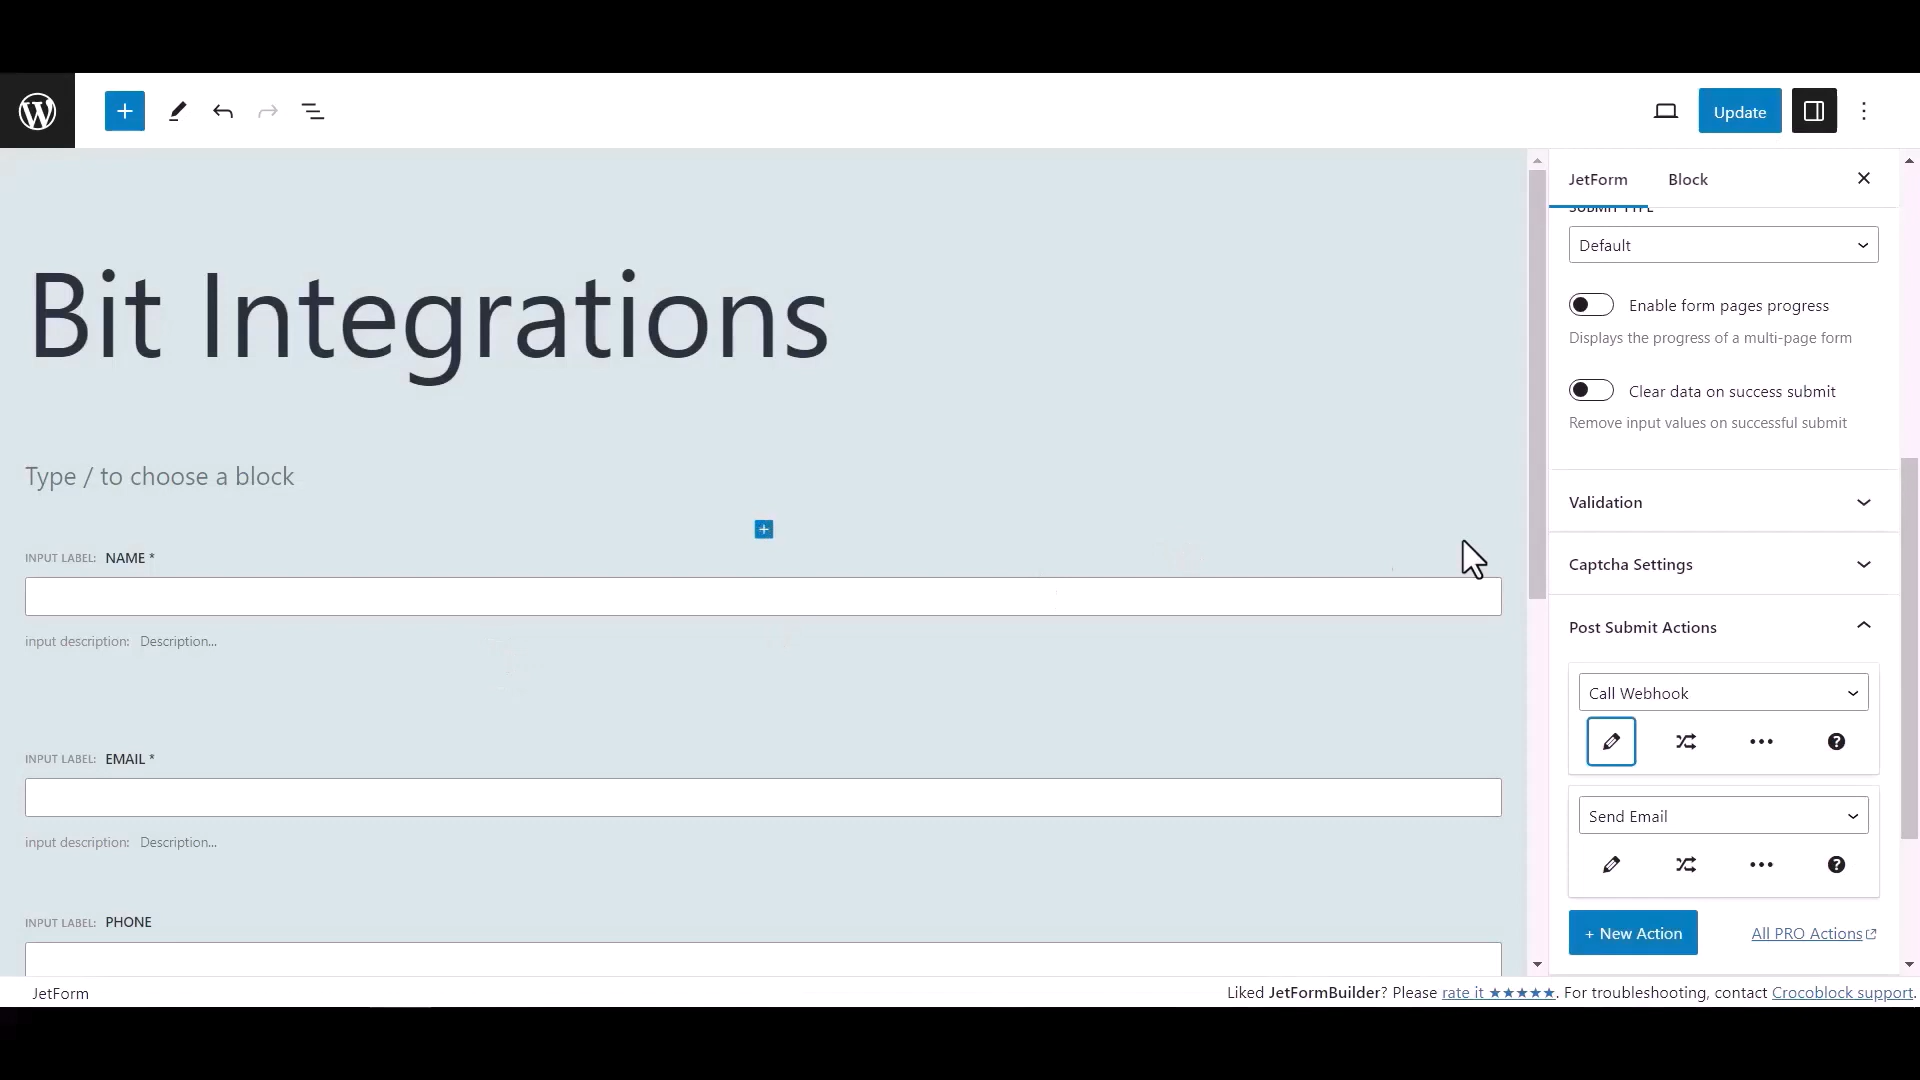 Update
JetForm
Block
SUBMIT TYPE
Default
Enable form pages progress
Displays the progress of a multi-page form
Clear data on success submit
Remove input values on successful submit
Validation
Captcha Settings
Post Submit Actions
Call Webhook
Send Email
+ New Action
All PRO Actions
Bit Integrations
Type / to choose a block
INPUT LABEL: NAME *
input description: Description...
INPUT LABEL: EMAIL *
input description: Description...
INPUT LABEL: PHONE
JetForm
Liked JetFormBuilder? Please rate it ★★★★★. For troubleshooting, contact Crocoblock support.